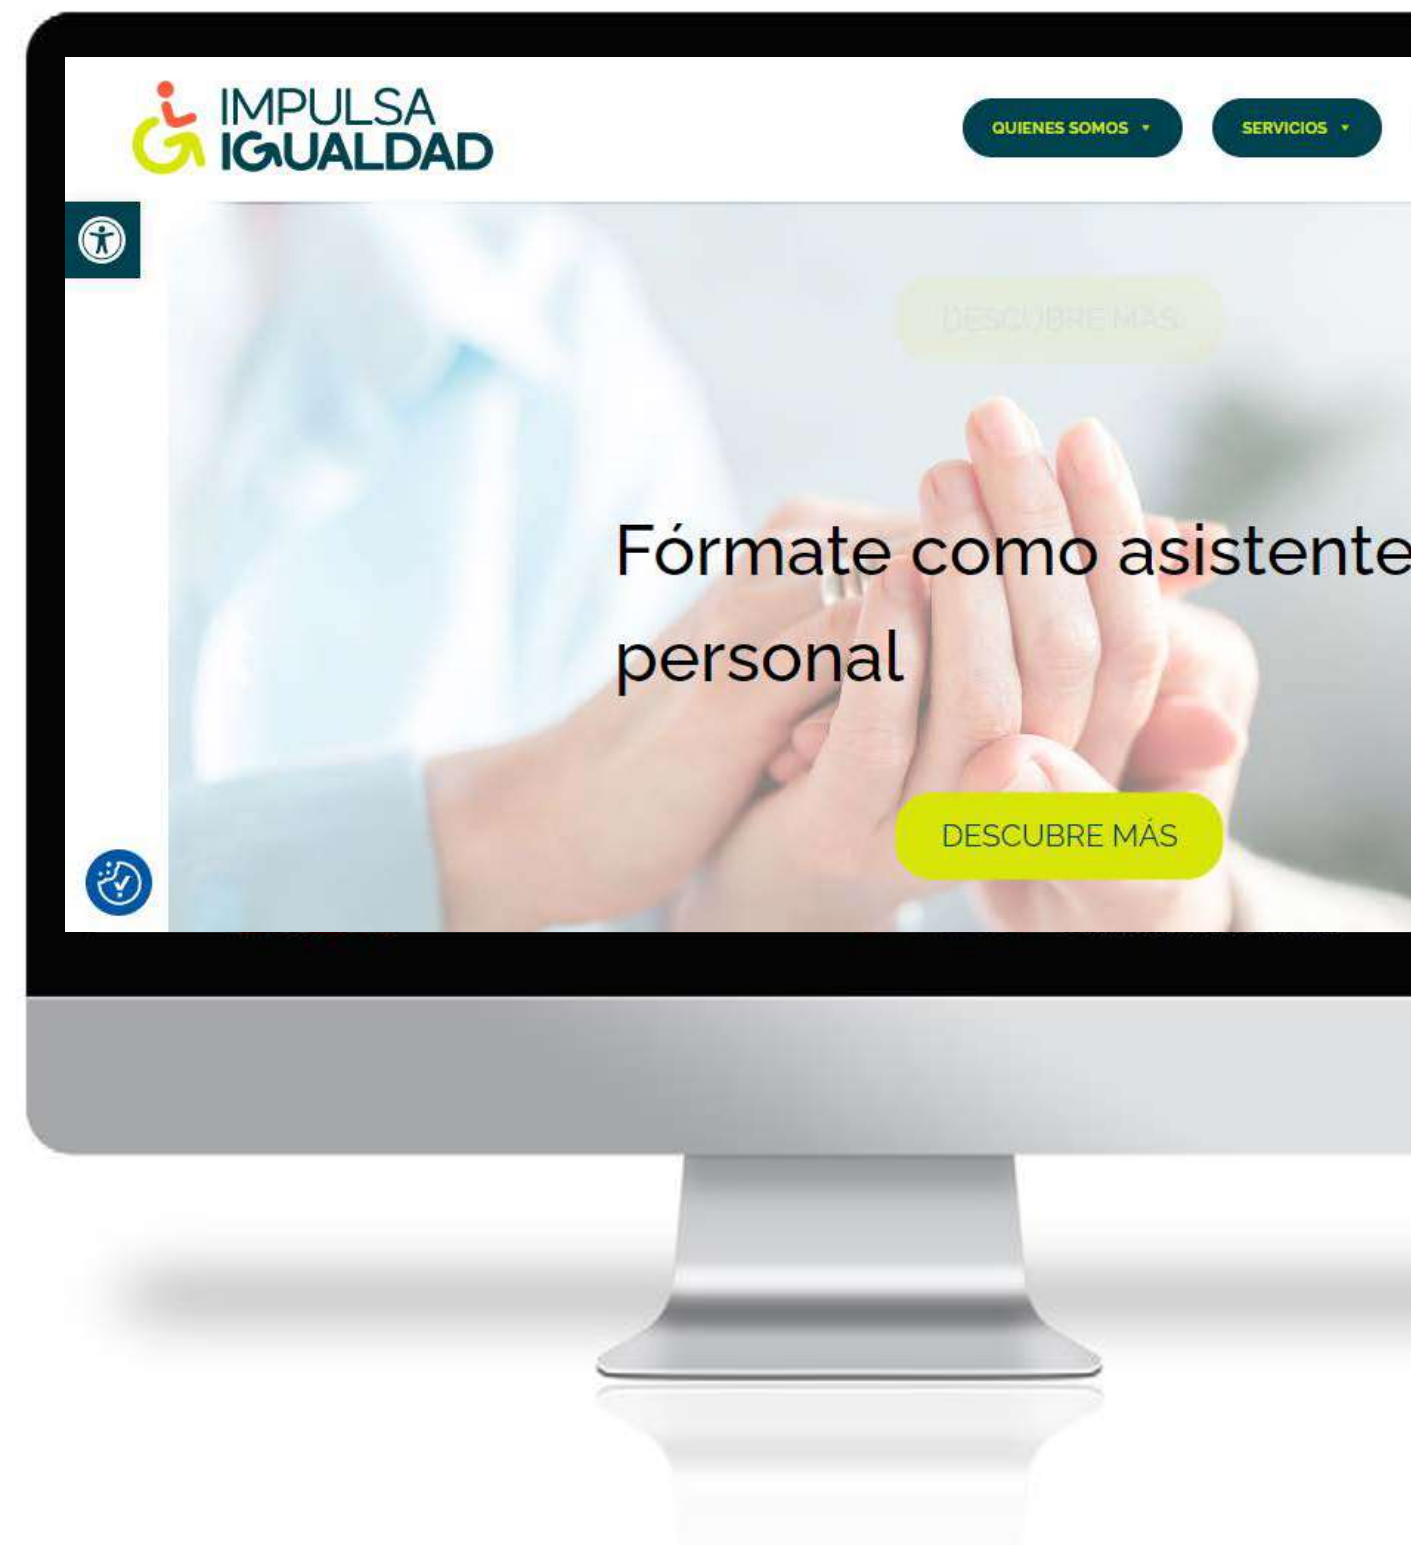 IMPULSA
IGUALDAD
QUIENES SOMOS
SERVICIOS
DESCUBRE MÁS
Fórmate como asistente
personal
DESCUBRE MÁS